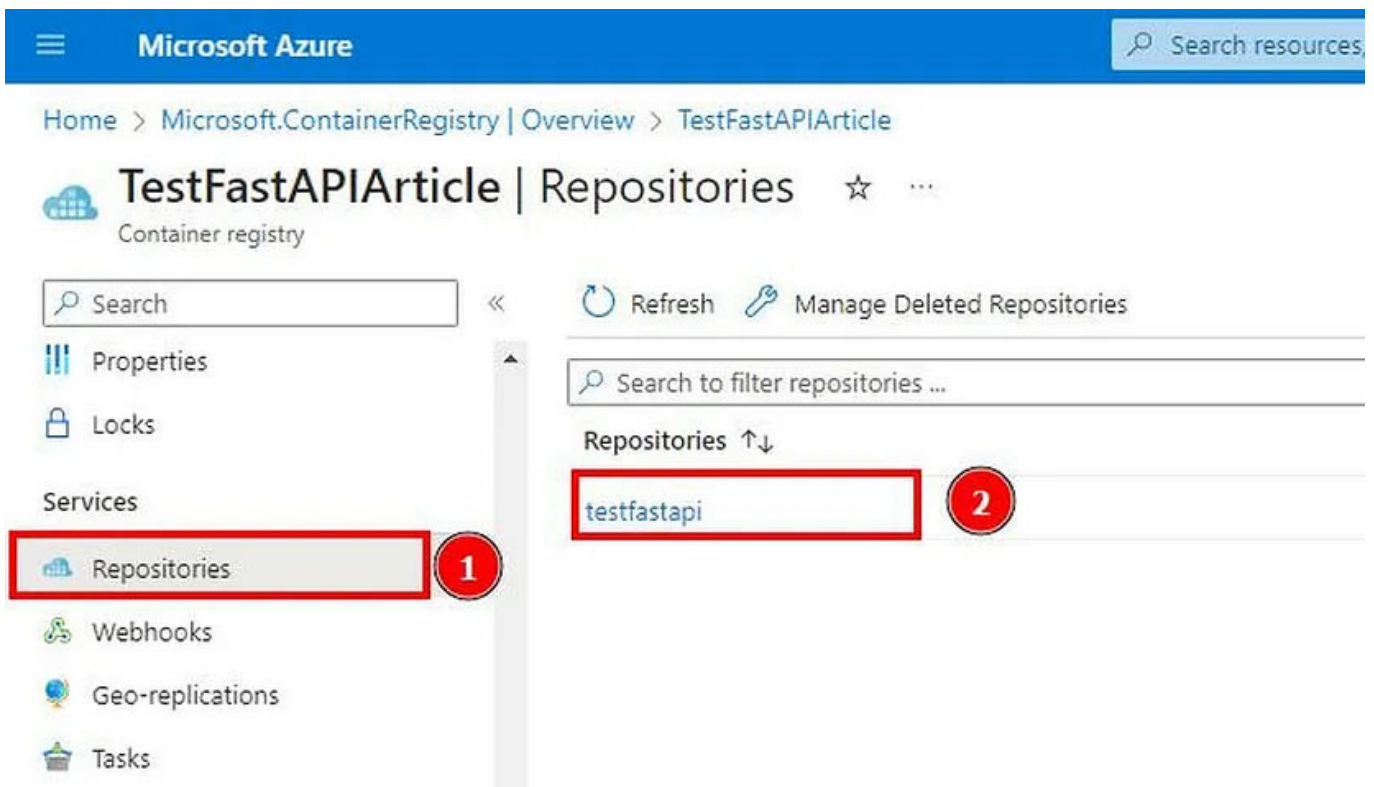 Microsoft Azure
Search resources,
Home > Microsoft.ContainerRegistry | Overview > TestFastAPIArticle
TestFastAPIArticle | Repositories
Container registry
Search
Refresh
Manage Deleted Repositories
Properties
Search to filter repositories ...
Locks
Repositories
Services
testfastapi
2
Repositories
1
Webhooks
Geo-replications
Tasks